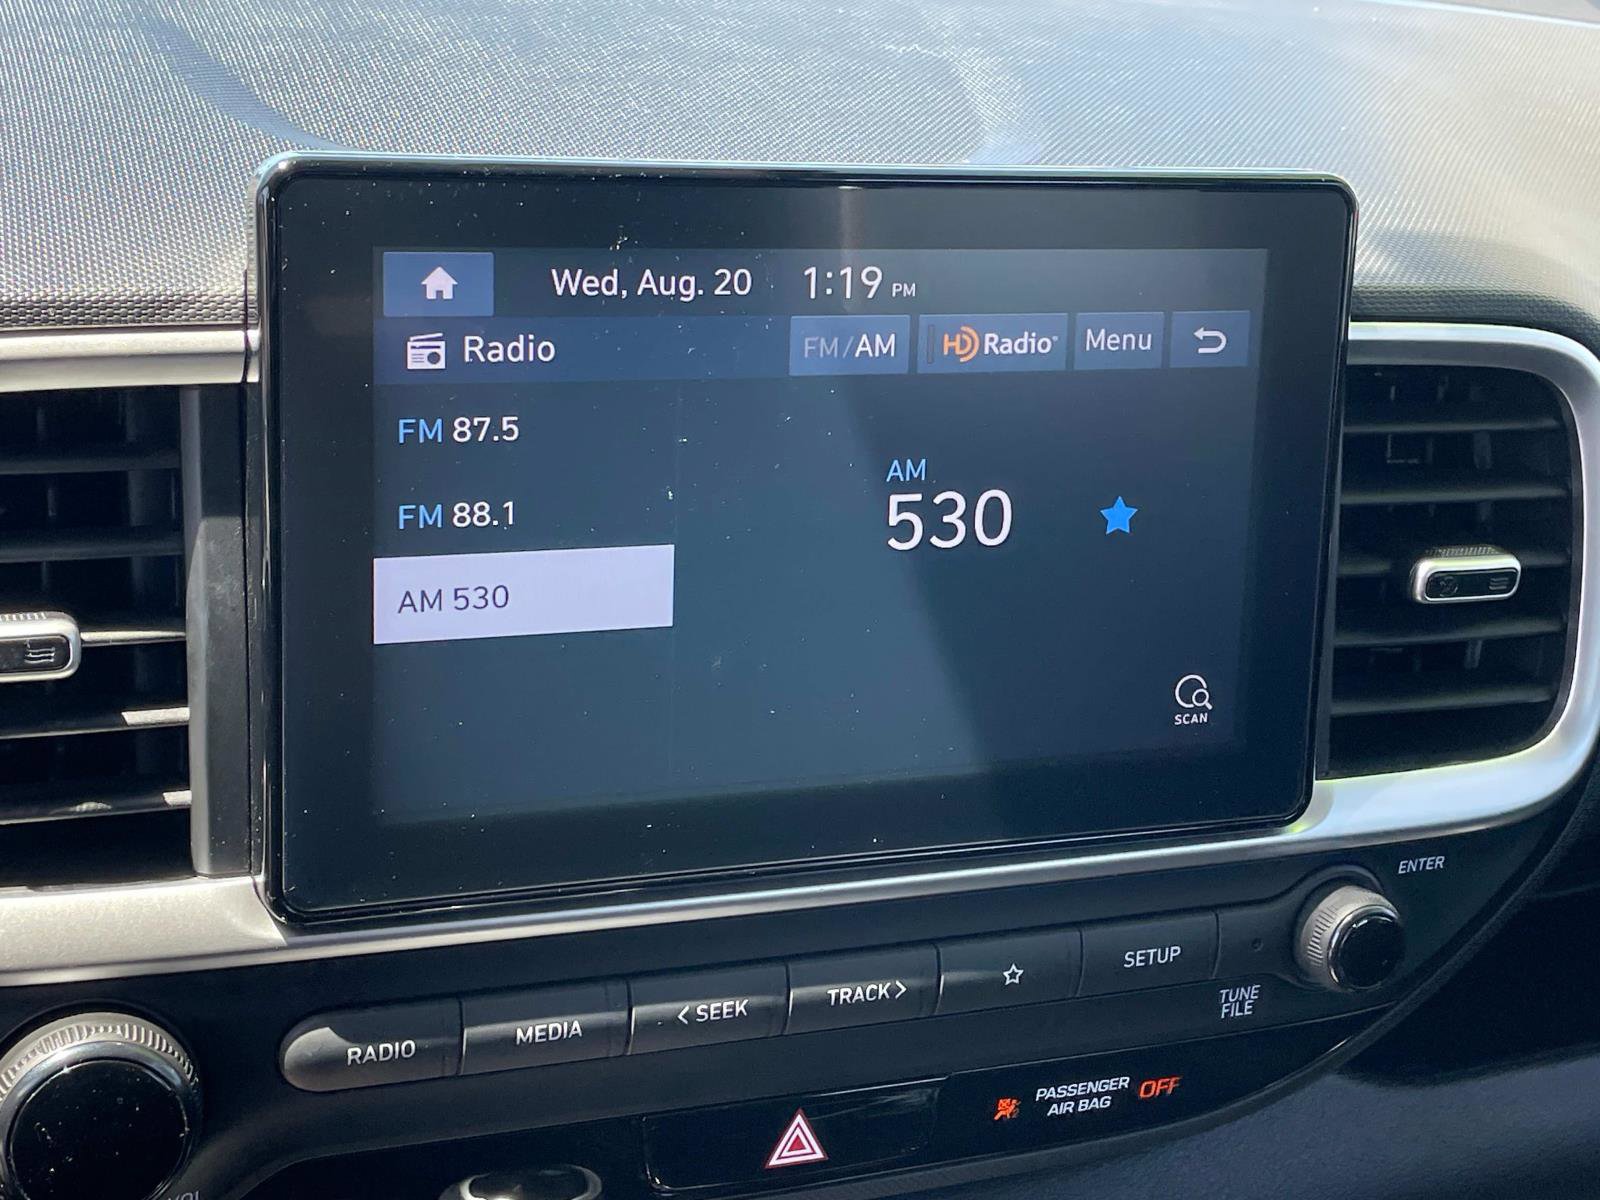 Wed, Aug. 20 1:19 PM
Radio FM/AM HD Radio Menu
FM 87.5
FM 88.1
AM 530
AM
530
SCAN
ENTER
RADIO MEDIA < SEEK TRACK > SETUP
TUNE
FILE
PASSENGER
AIR BAG OFF
VOL